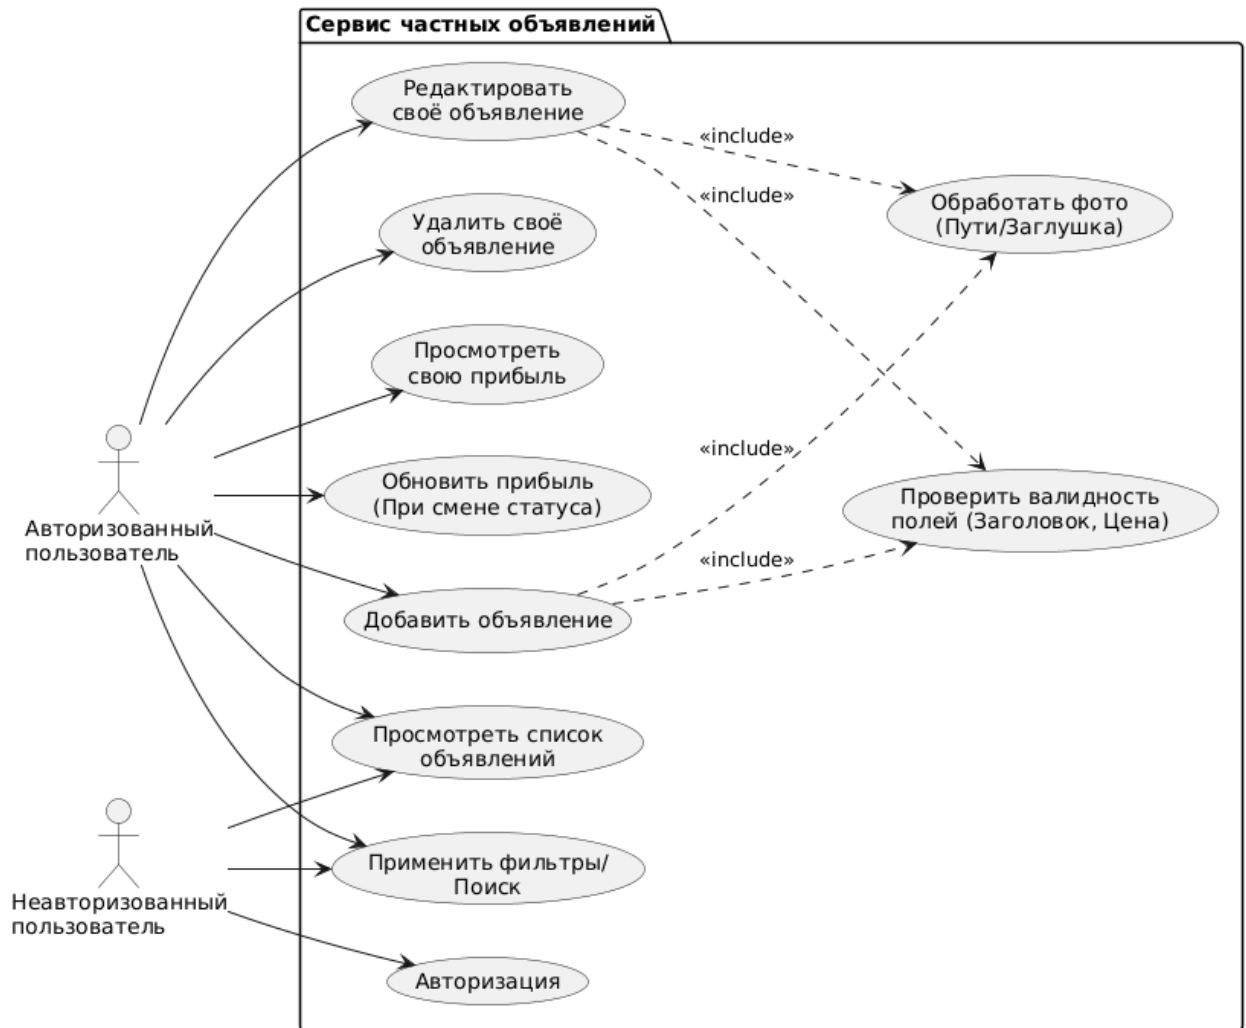 Сервис частных объявлений
Редактировать
своё объявление
«include»
«include»
Обработать фото
(Пути/Заглушка)
Удалить своё
объявление
Просмотреть
свою прибыль
«include»
Обновить прибыль
(При смене статуса)
Проверить валидность
полей (Заголовок, Цена)
Авторизованный
пользователь
«include»
Добавить объявление
Просмотреть список
объявлений
Применить фильтры/
Поиск
Неавторизованный
пользователь
Авторизация